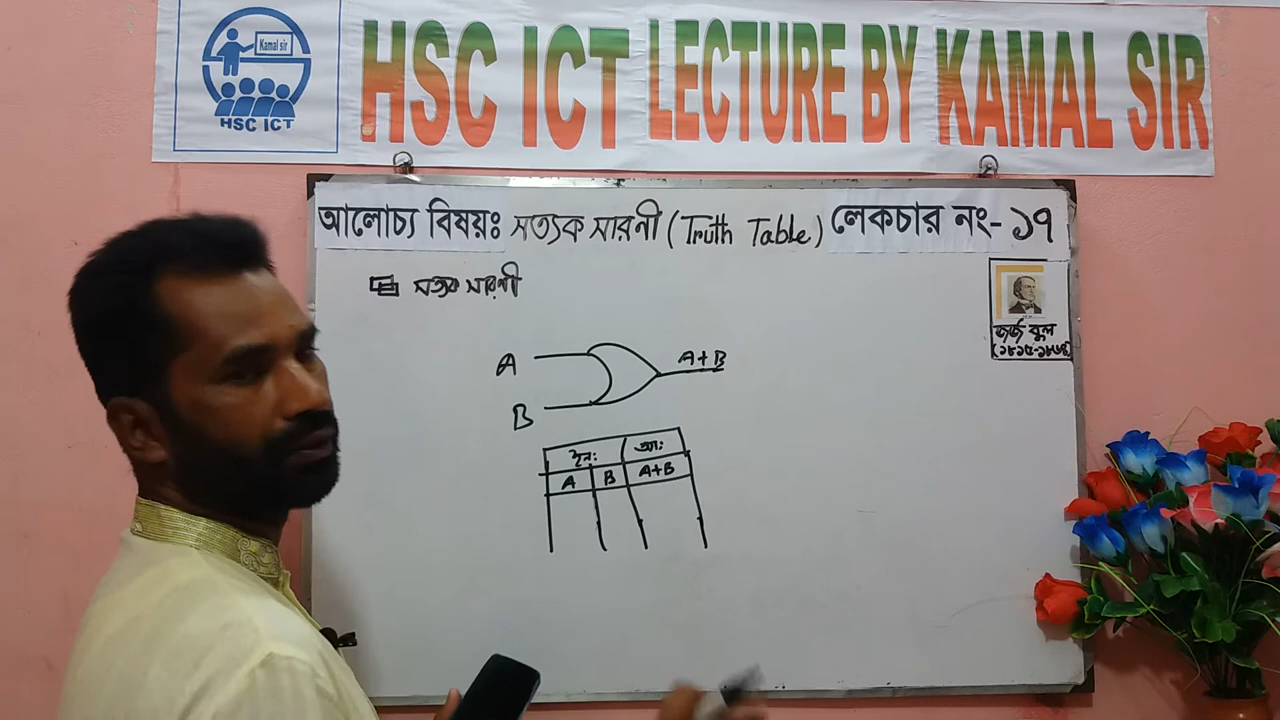 HSC ICT LECTURE BY KAMAL SIR
Kamal sir
HSC ICT
আলোচ্য বিষয়ঃ সত্যক সারনী (Truth Table) লেকচার নং- ১৭
সত্যক সারণী
জর্জ বুল
(১৮১৫-১৮৬৪)
A
A+B
B
ইন: আ:
A B A+B